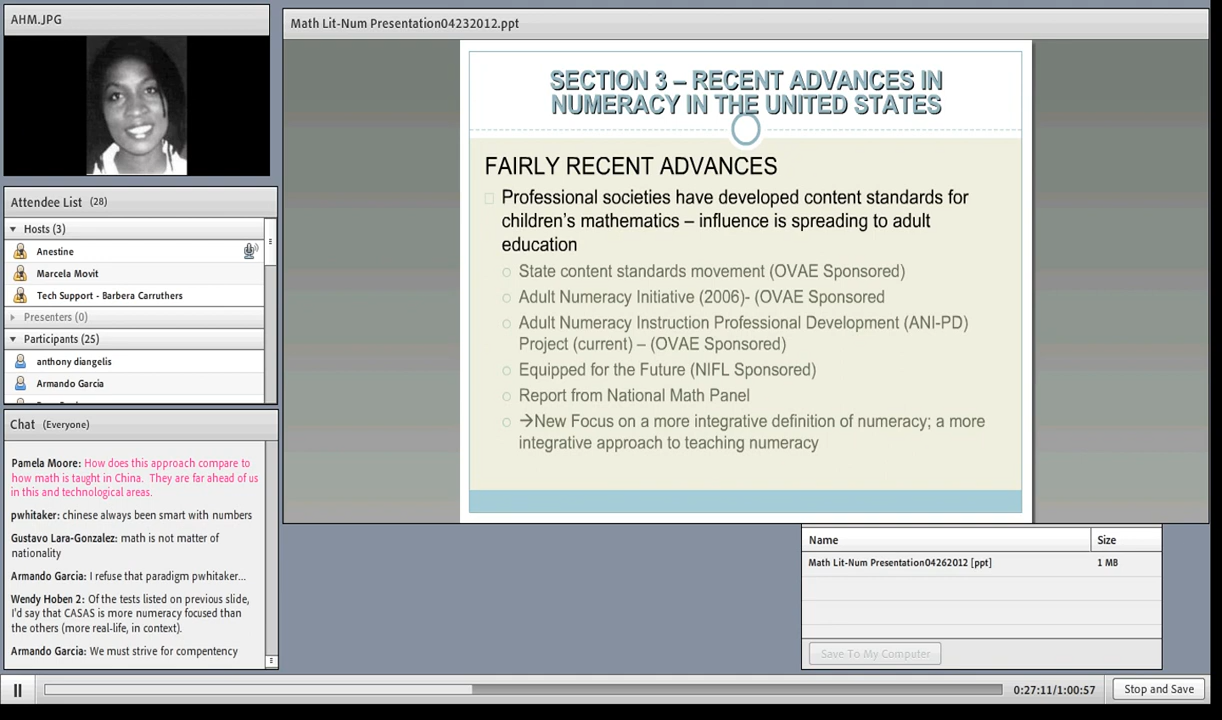 AHM.JPG
Math Lit-Num Presentation04232012.ppt
SECTION 3 – RECENT ADVANCES IN
NUMERACY IN THE UNITED STATES
FAIRLY RECENT ADVANCES
Professional societies have developed content standards for
children's mathematics – influence is spreading to adult
education
State content standards movement (OVAE Sponsored)
Adult Numeracy Initiative (2006)- (OVAE Sponsored
Adult Numeracy Instruction Professional Development (ANI-PD)
Project (current) – (OVAE Sponsored)
Equipped for the Future (NIFL Sponsored)
Report from National Math Panel
→New Focus on a more integrative definition of numeracy; a more
integrative approach to teaching numeracy
Attendee List (28)
Hosts (3)
Anestine
Marcela Movit
Tech Support - Barbera Carruthers
Presenters (0)
Participants (25)
anthony diangelis
Armando Garcia
Chat (Everyone)
Pamela Moore: How does this approach compare to
how math is taught in China. They are far ahead of us
in this and technological areas.
pwhitaker: chinese always been smart with numbers
Gustavo Lara-Gonzalez: math is not matter of
nationality
Armando Garcia: I refuse that paradigm pwhitaker...
Wendy Hoben 2: Of the tests listed on previous slide,
I'd say that CASAS is more numeracy focused than
the others (more real-life, in context).
Armando Garcia: We must strive for compentency
Name Size
Math Lit-Num Presentation04262012 [ppt] 1 MB
Save To My Computer
0:27:11/1:00:57
Stop and Save